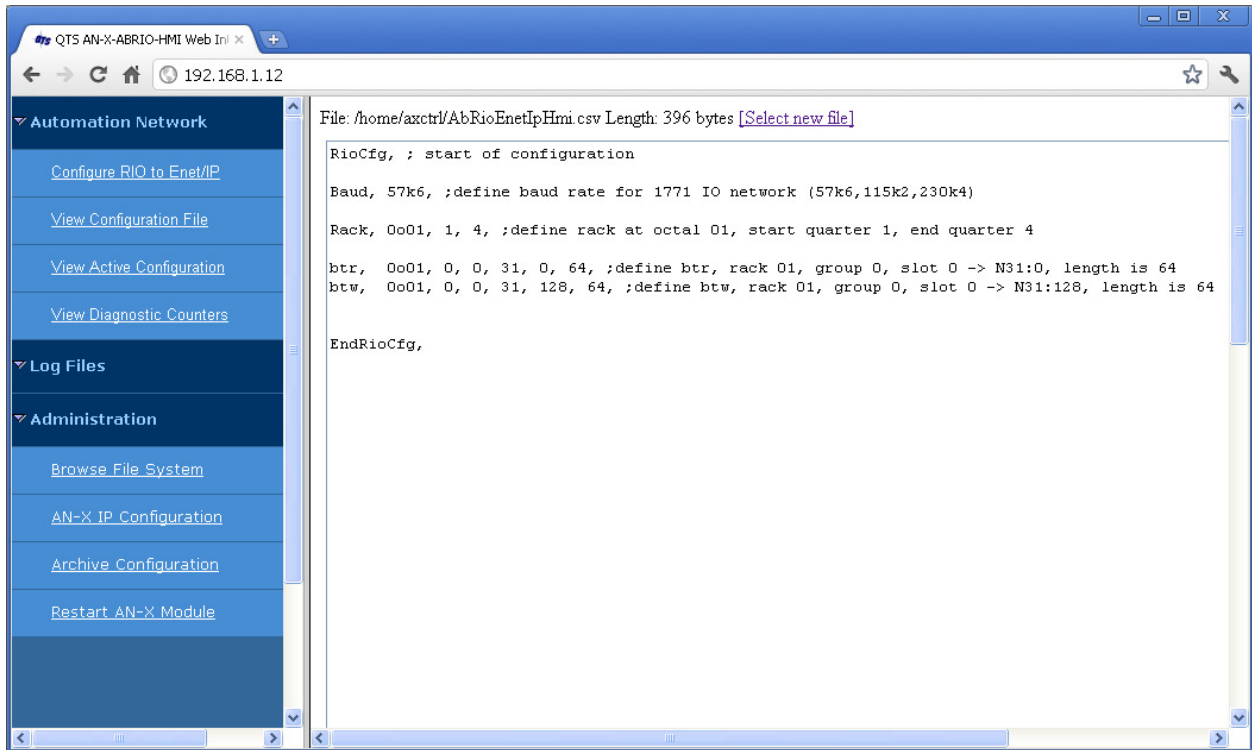 QTS AN-X-ABRIO-HMI Web Inl
192.168.1.12
Automation Network
Configure RIO to Enet/IP
View Configuration File
View Active Configuration
View Diagnostic Counters
Log Files
Administration
Browse File System
AN-X IP Configuration
Archive Configuration
Restart AN-X Module
File: /home/axctrl/AbRioEnetIpHmi.csv Length: 396 bytes [Select new file]
RioCfg, ; start of configuration
Baud, 57k6, ;define baud rate for 1771 IO network (57k6,115k2,230k4)
Rack, 0o01, 1, 4, ;define rack at octal 01, start quarter 1, end quarter 4
btr,  0o01, 0, 0, 31, 0, 64, ;define btr, rack 01, group 0, slot 0 -> N31:0, length is 64
btw,  0o01, 0, 0, 31, 128, 64, ;define btw, rack 01, group 0, slot 0 -> N31:128, length is 64
EndRioCfg,